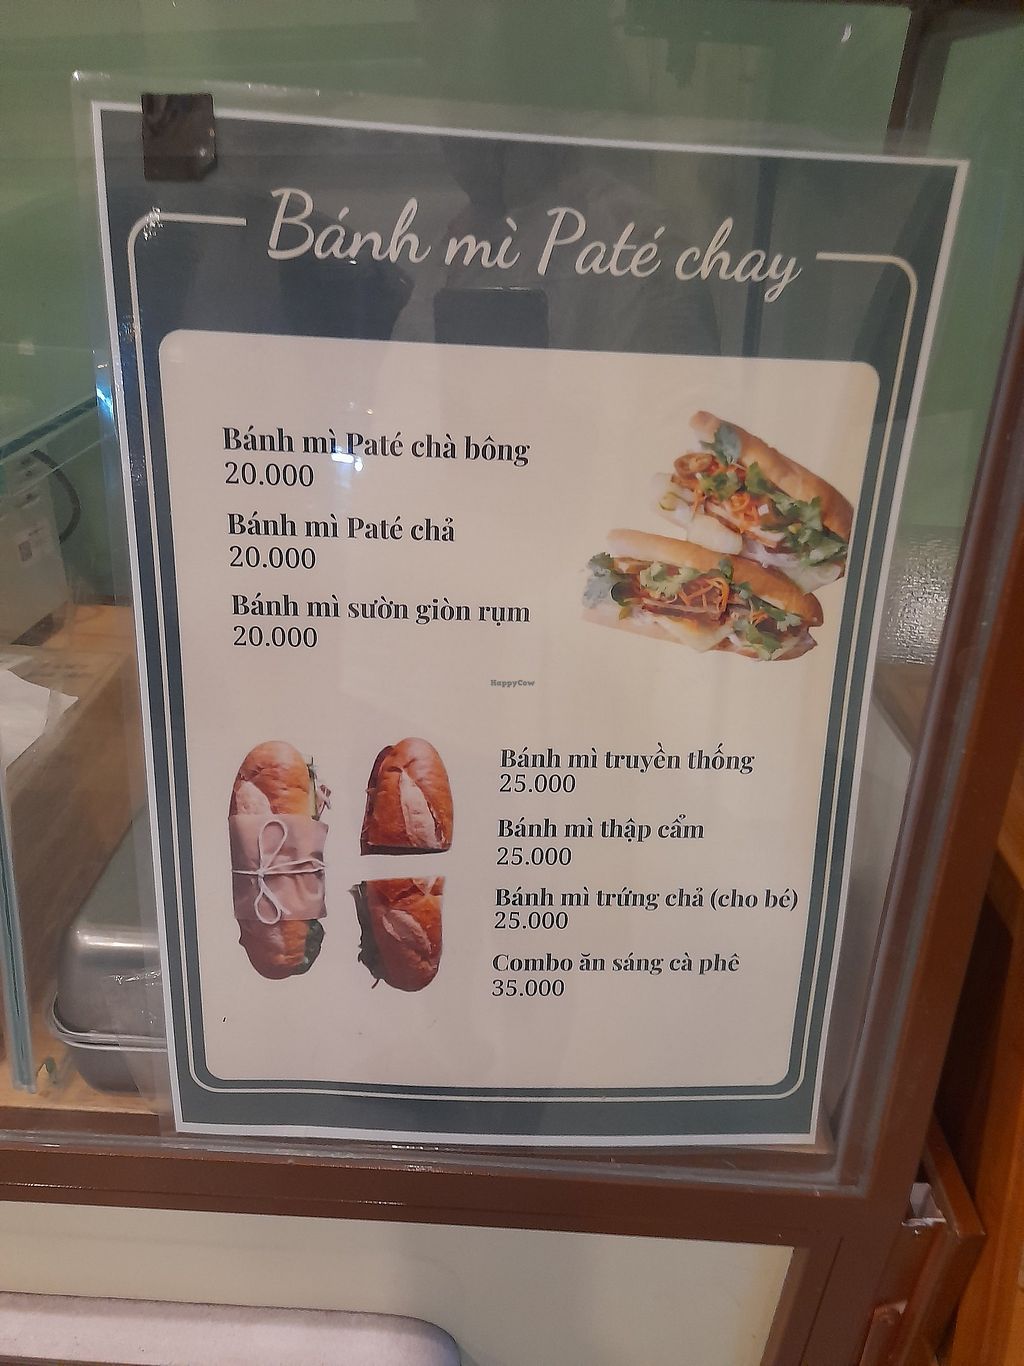 Bánh mì Paté chay
Bánh mì Paté chà bông
20.000
Bánh mì Paté chả
20.000
Bánh mì sườn giòn rụm
20.000
HappyCow
Bánh mì truyền thống
25.000
Bánh mì thập cẩm
25.000
Bánh mì trứng chả (cho bé)
25.000
Combo ăn sáng cà phê
35.000